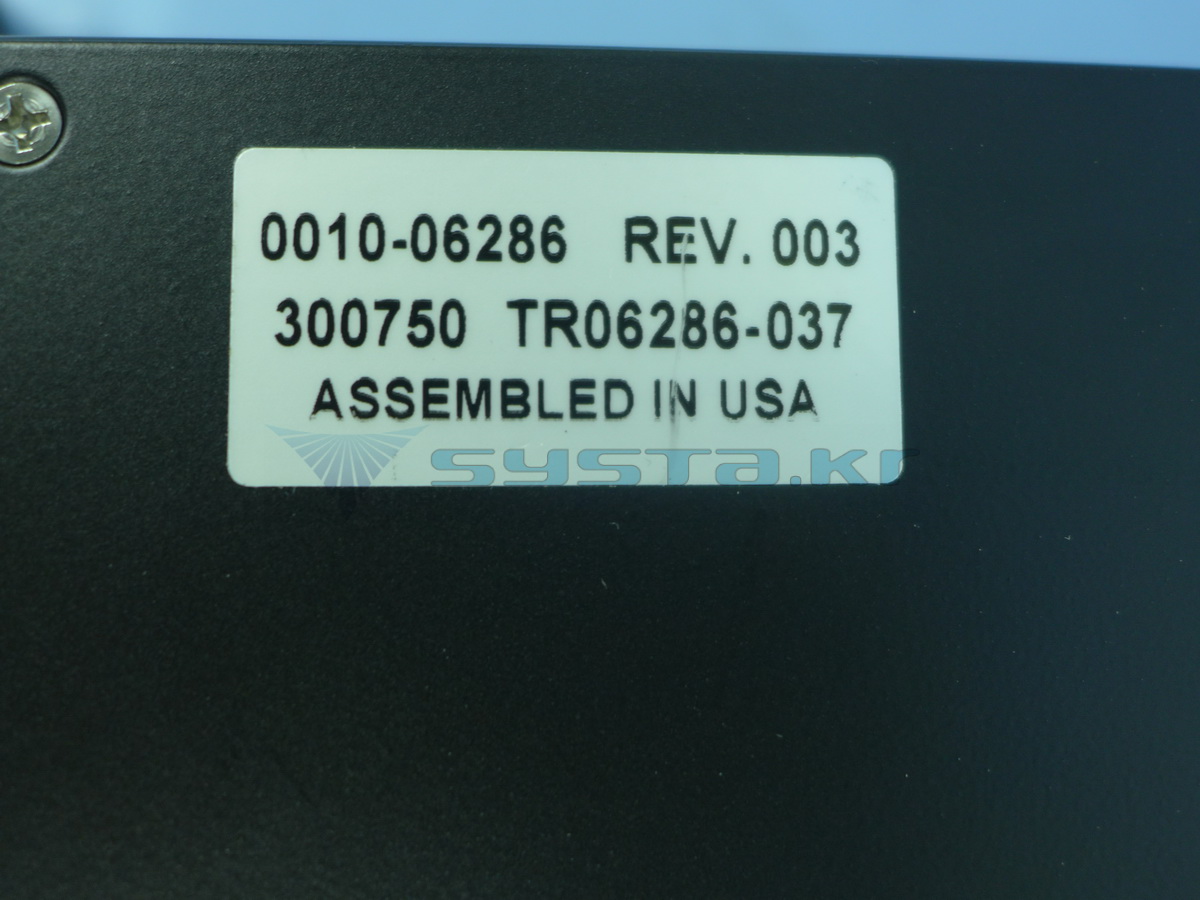 0010-06286 REV. 003
300750 TR06286-037
ASSEMBLED IN USA
systa.kr